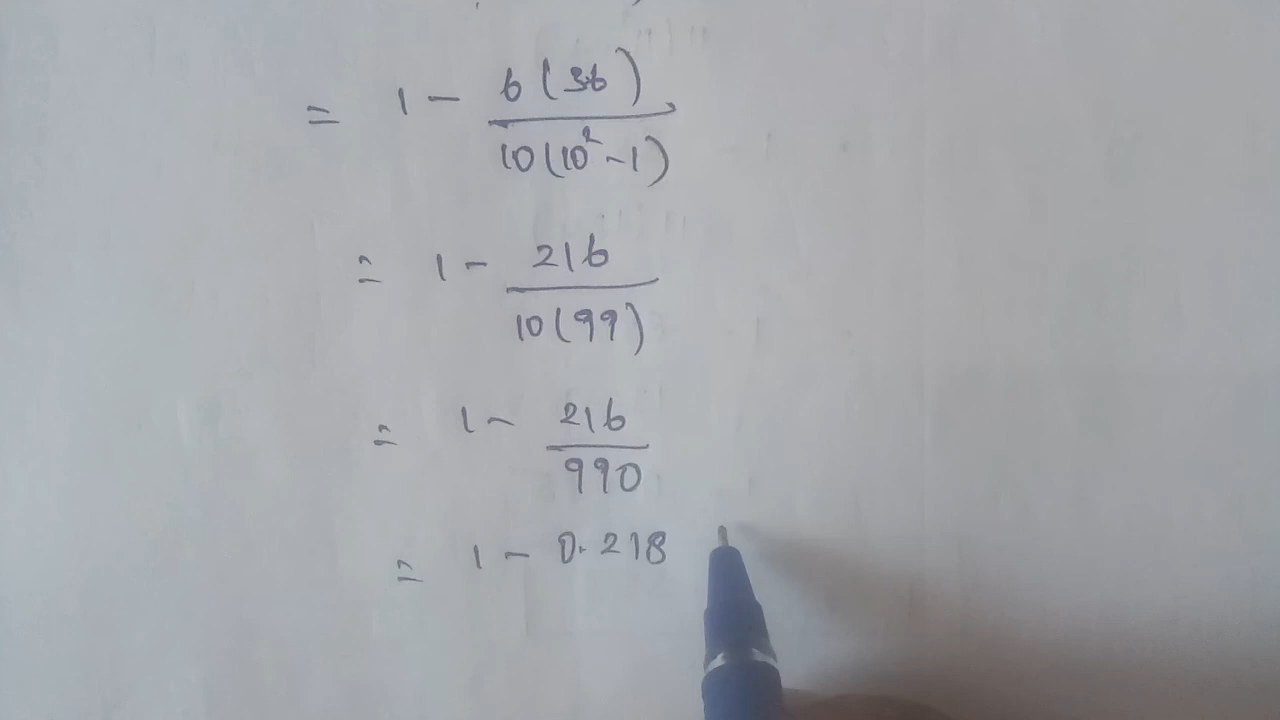 = 1 - 6(36) / 10(10² - 1)
= 1 - 216 / 10(99)
= 1 - 216 / 990
= 1 - 0.218